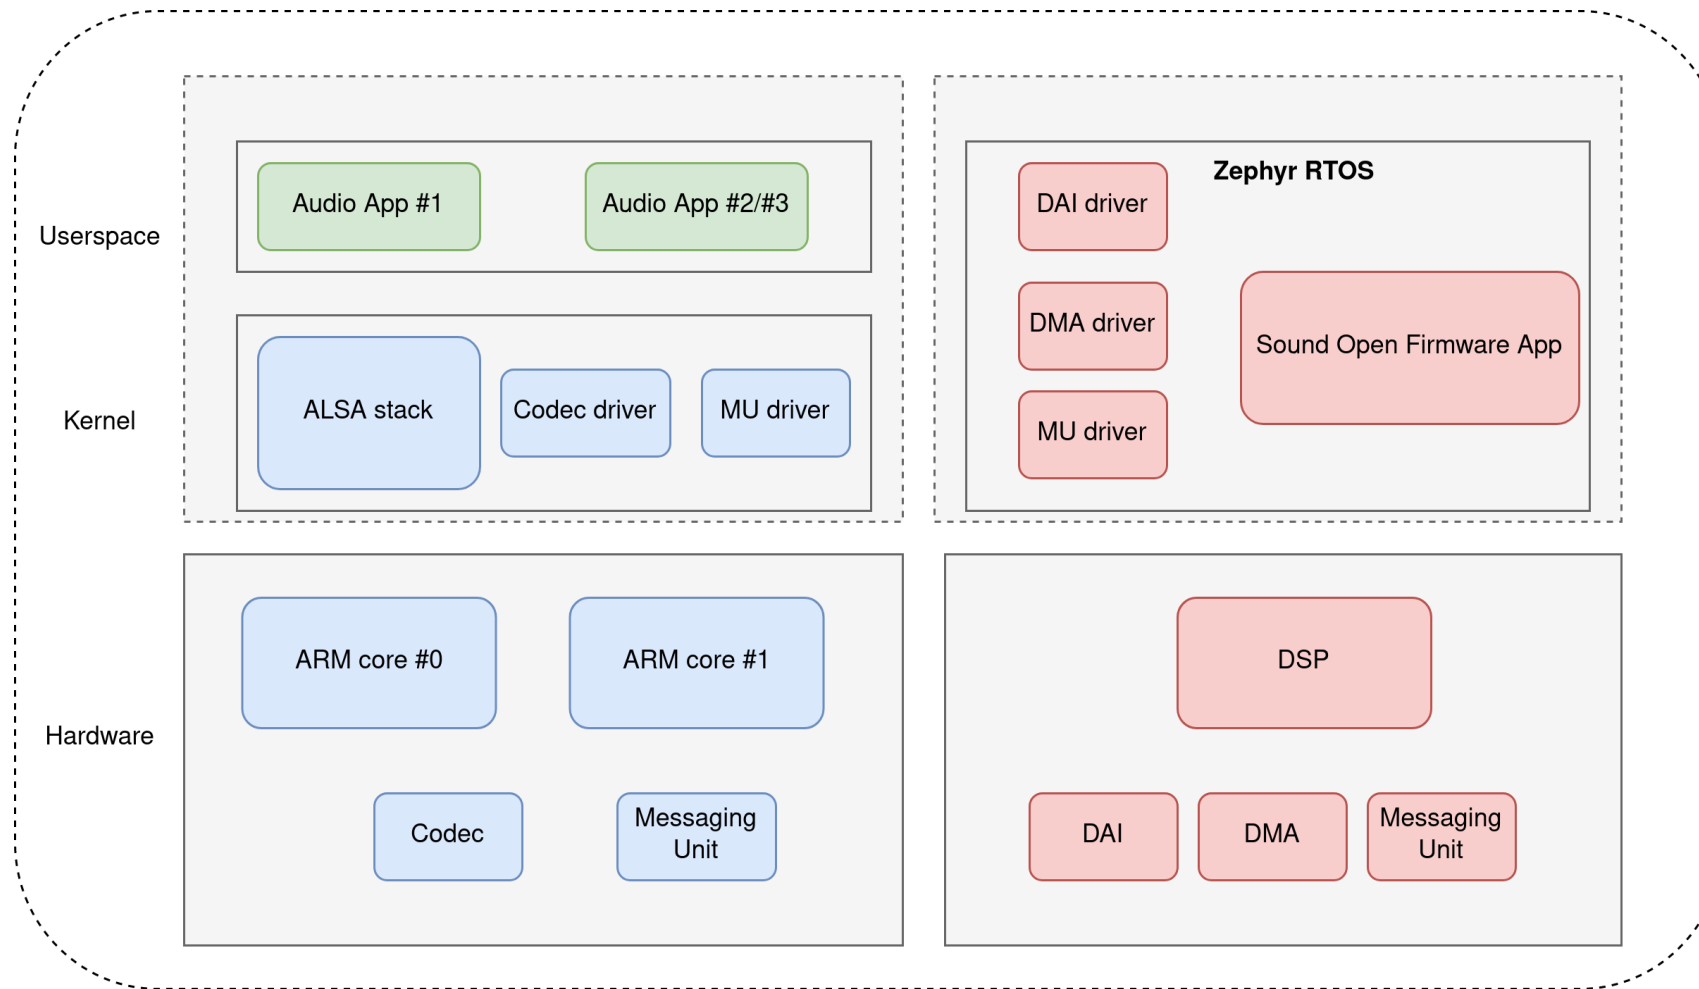 Userspace
Audio App #1
Audio App #2/#3
Kernel
ALSA stack
Codec driver
MU driver
Zephyr RTOS
DAI driver
DMA driver
MU driver
Sound Open Firmware App
Hardware
ARM core #0
ARM core #1
Codec
Messaging
Unit
DSP
DAI
DMA
Messaging
Unit